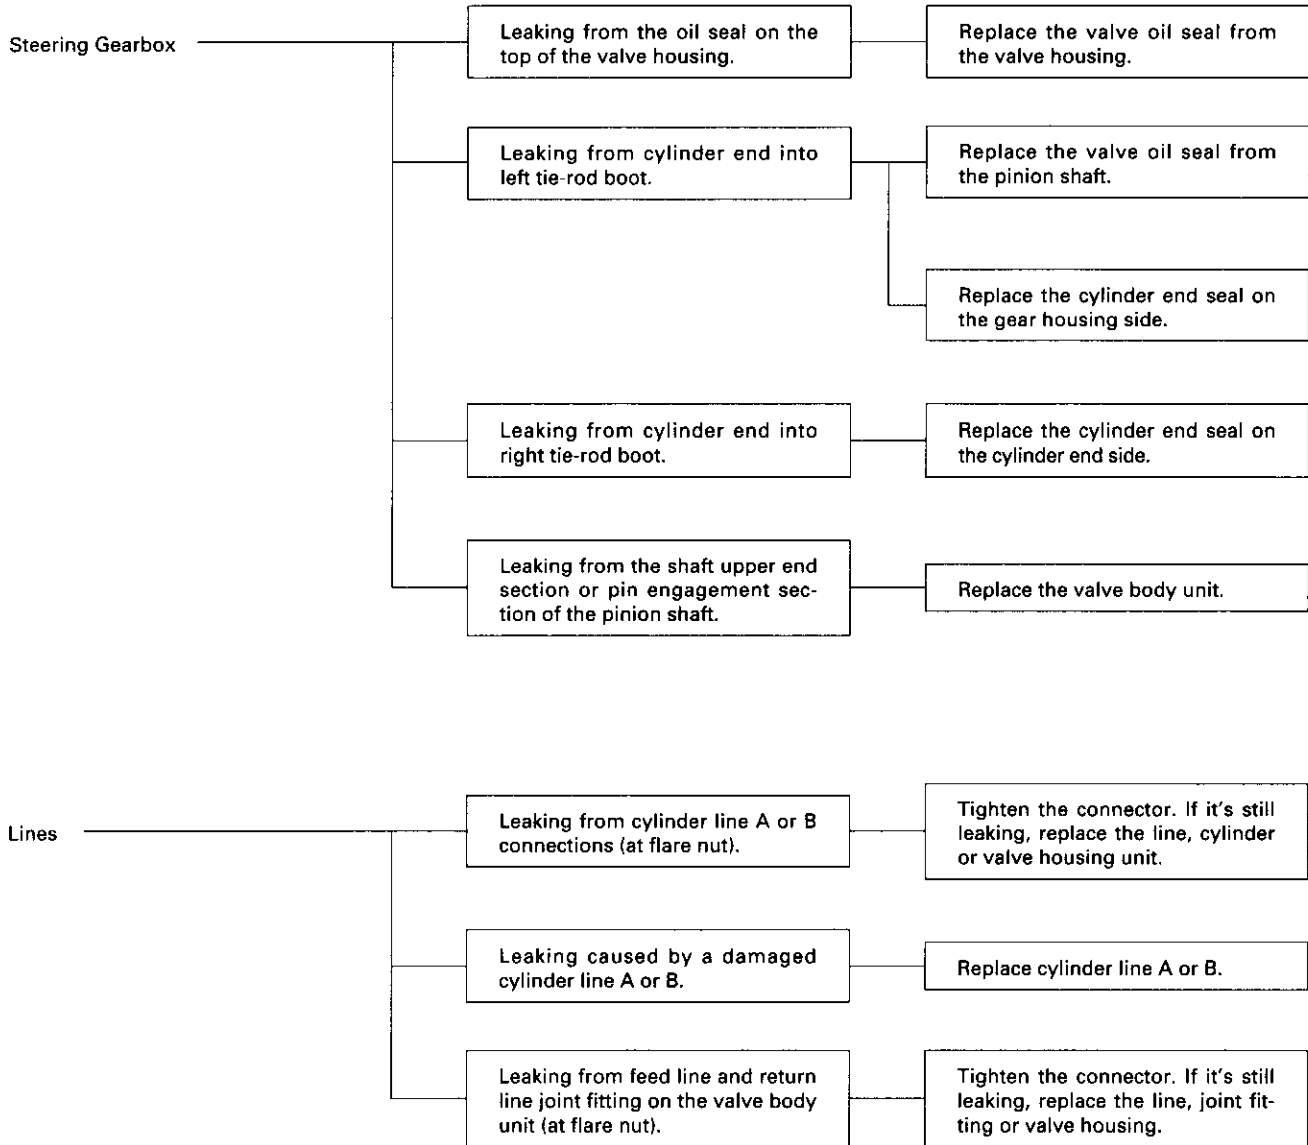 Steering Gearbox
Leaking from the oil seal on the
top of the valve housing.
Replace the valve oil seal from
the valve housing.
Leaking from cylinder end into
left tie-rod boot.
Replace the valve oil seal from
the pinion shaft.
Replace the cylinder end seal on
the gear housing side.
Leaking from cylinder end into
right tie-rod boot.
Replace the cylinder end seal on
the cylinder end side.
Leaking from the shaft upper end
section or pin engagement sec-
tion of the pinion shaft.
Replace the valve body unit.
Lines
Leaking from cylinder line A or B
connections (at flare nut).
Tighten the connector. If it's still
leaking, replace the line, cylinder
or valve housing unit.
Leaking caused by a damaged
cylinder line A or B.
Replace cylinder line A or B.
Leaking from feed line and return
line joint fitting on the valve body
unit (at flare nut).
Tighten the connector. If it's still
leaking, replace the line, joint fit-
ting or valve housing.